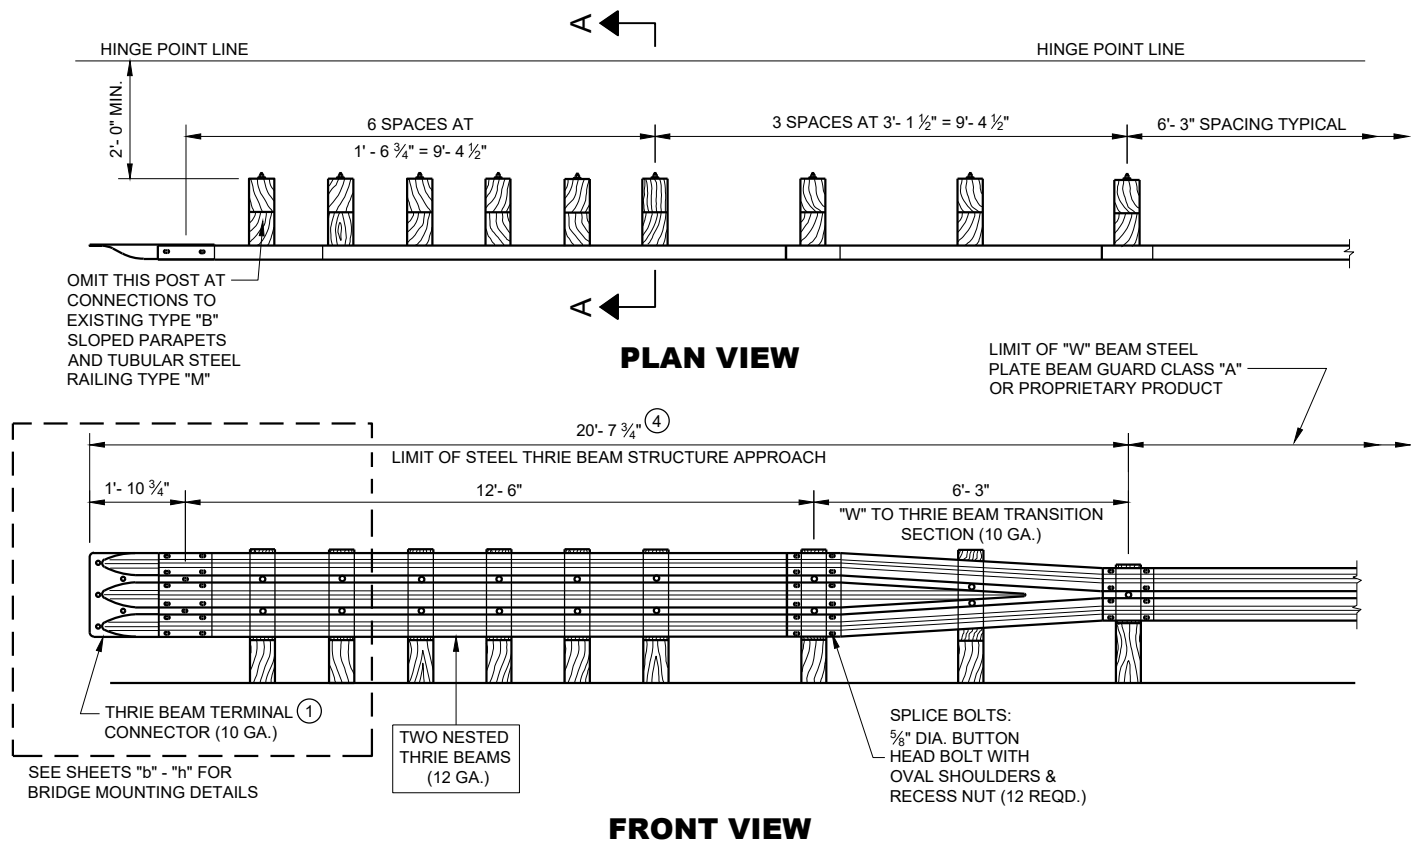 A
HINGE POINT LINE
HINGE POINT LINE
2'- 0" MIN.
6 SPACES AT
1' - 6 ¾" = 9'- 4 ½"
3 SPACES AT 3'- 1 ½" = 9'- 4 ½"
6'- 3" SPACING TYPICAL
OMIT THIS POST AT
CONNECTIONS TO
EXISTING TYPE "B"
SLOPED PARAPETS
AND TUBULAR STEEL
RAILING TYPE "M"
A
PLAN VIEW
LIMIT OF "W" BEAM STEEL
PLATE BEAM GUARD CLASS "A"
OR PROPRIETARY PRODUCT
20'- 7 ¾" 4
LIMIT OF STEEL THRIE BEAM STRUCTURE APPROACH
1'- 10 ¾"
12'- 6"
6'- 3"
"W" TO THRIE BEAM TRANSITION
SECTION (10 GA.)
THRIE BEAM TERMINAL 1
CONNECTOR (10 GA.)
SEE SHEETS "b" - "h" FOR
BRIDGE MOUNTING DETAILS
TWO NESTED
THRIE BEAMS
(12 GA.)
SPLICE BOLTS:
⅝" DIA. BUTTON
HEAD BOLT WITH
OVAL SHOULDERS &
RECESS NUT (12 REQD.)
FRONT VIEW